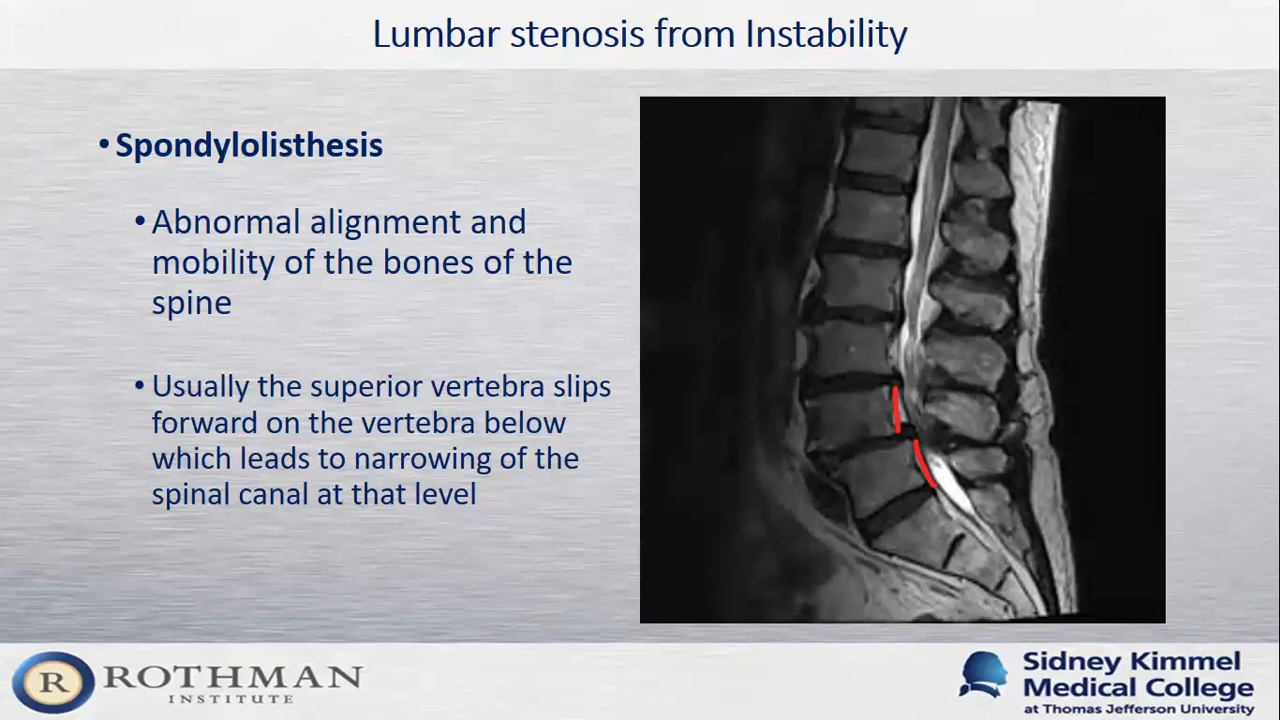 Lumbar stenosis from Instability
• Spondylolisthesis
• Abnormal alignment and
mobility of the bones of the
spine
• Usually the superior vertebra slips
forward on the vertebra below
which leads to narrowing of the
spinal canal at that level
R ROTHMAN
INSTITUTE
Sidney Kimmel
Medical College
at Thomas Jefferson University